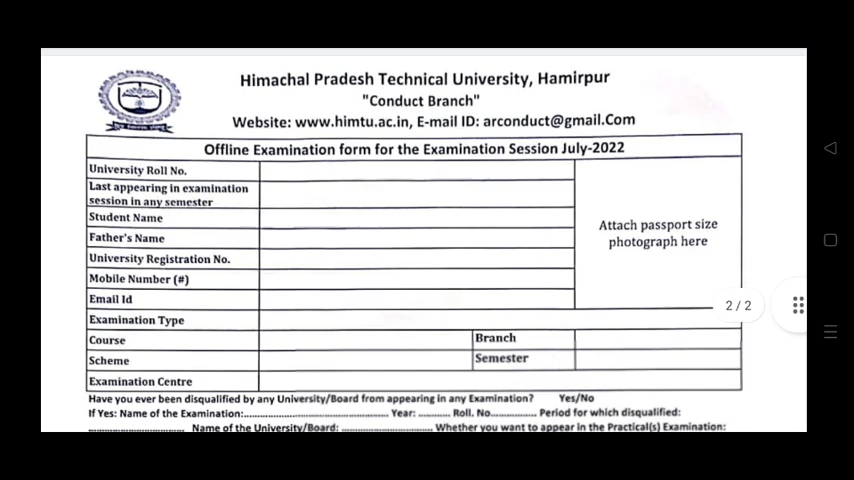 Himachal Pradesh Technical University, Hamirpur
"Conduct Branch"
Website: www.himtu.ac.in, E-mail ID: arconduct@gmail.Com
Offline Examination form for the Examination Session July-2022
University Roll No.
Last appearing in examination
session in any semester
Student Name
Attach passport size
photograph here
Father's Name
University Registration No.
Mobile Number (#)
Email Id
2 / 2
Examination Type
Course Branch
Scheme Semester
Examination Centre
Have you ever been disqualified by any University/Board from appearing in any Examination? Yes/No
If Yes: Name of the Examination:................................................ Year: ........... Roll. No................ Period for which disqualified:
................................ Name of the University/Board: ............................... Whether you want to appear in the Practical(s) Examination: